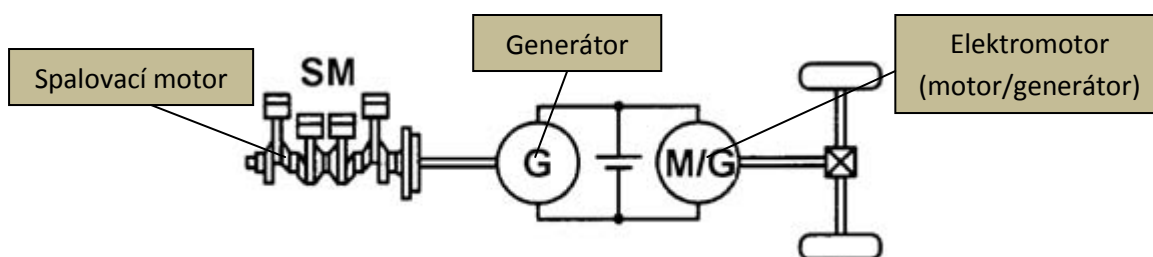 Spalovací motor
SM
Generátor
Elektromotor
(motor/generátor)
G
M/G